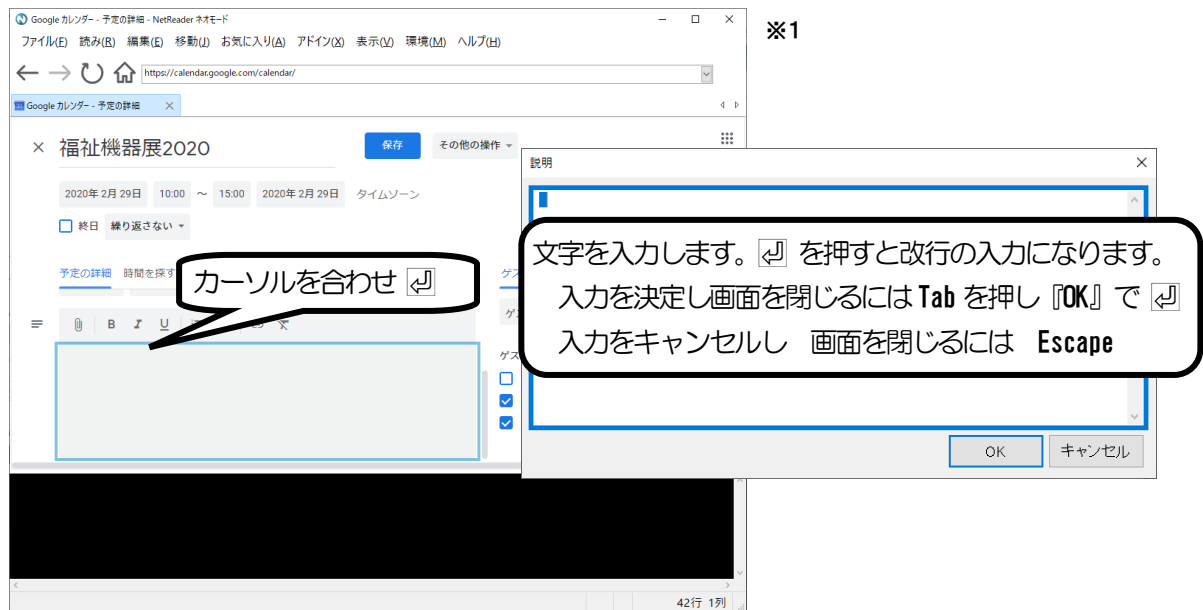 Google カレンダー - 予定の詳細 - NetReader ネオモード
※1
ファイル(F) 読み(R) 編集(E) 移動(J) お気に入り(A) アドイン(X) 表示(V) 環境(M) ヘルプ(H)
https://calendar.google.com/calendar/
Google カレンダー - 予定の詳細
福祉機器展2020
保存
その他の操作
2020年 2月 29日 10:00 ～ 15:00 2020年 2月 29日 タイムゾーン
終日 繰り返さない
予定の詳細 時間を探す
カーソルを合わせ
B I U
ゲス
説明
文字を入力します。 を押すと改行の入力になります。
入力を決定し画面を閉じるには Tab を押し『OK』で
入力をキャンセルし 画面を閉じるには Escape
OK キャンセル
42行 1列